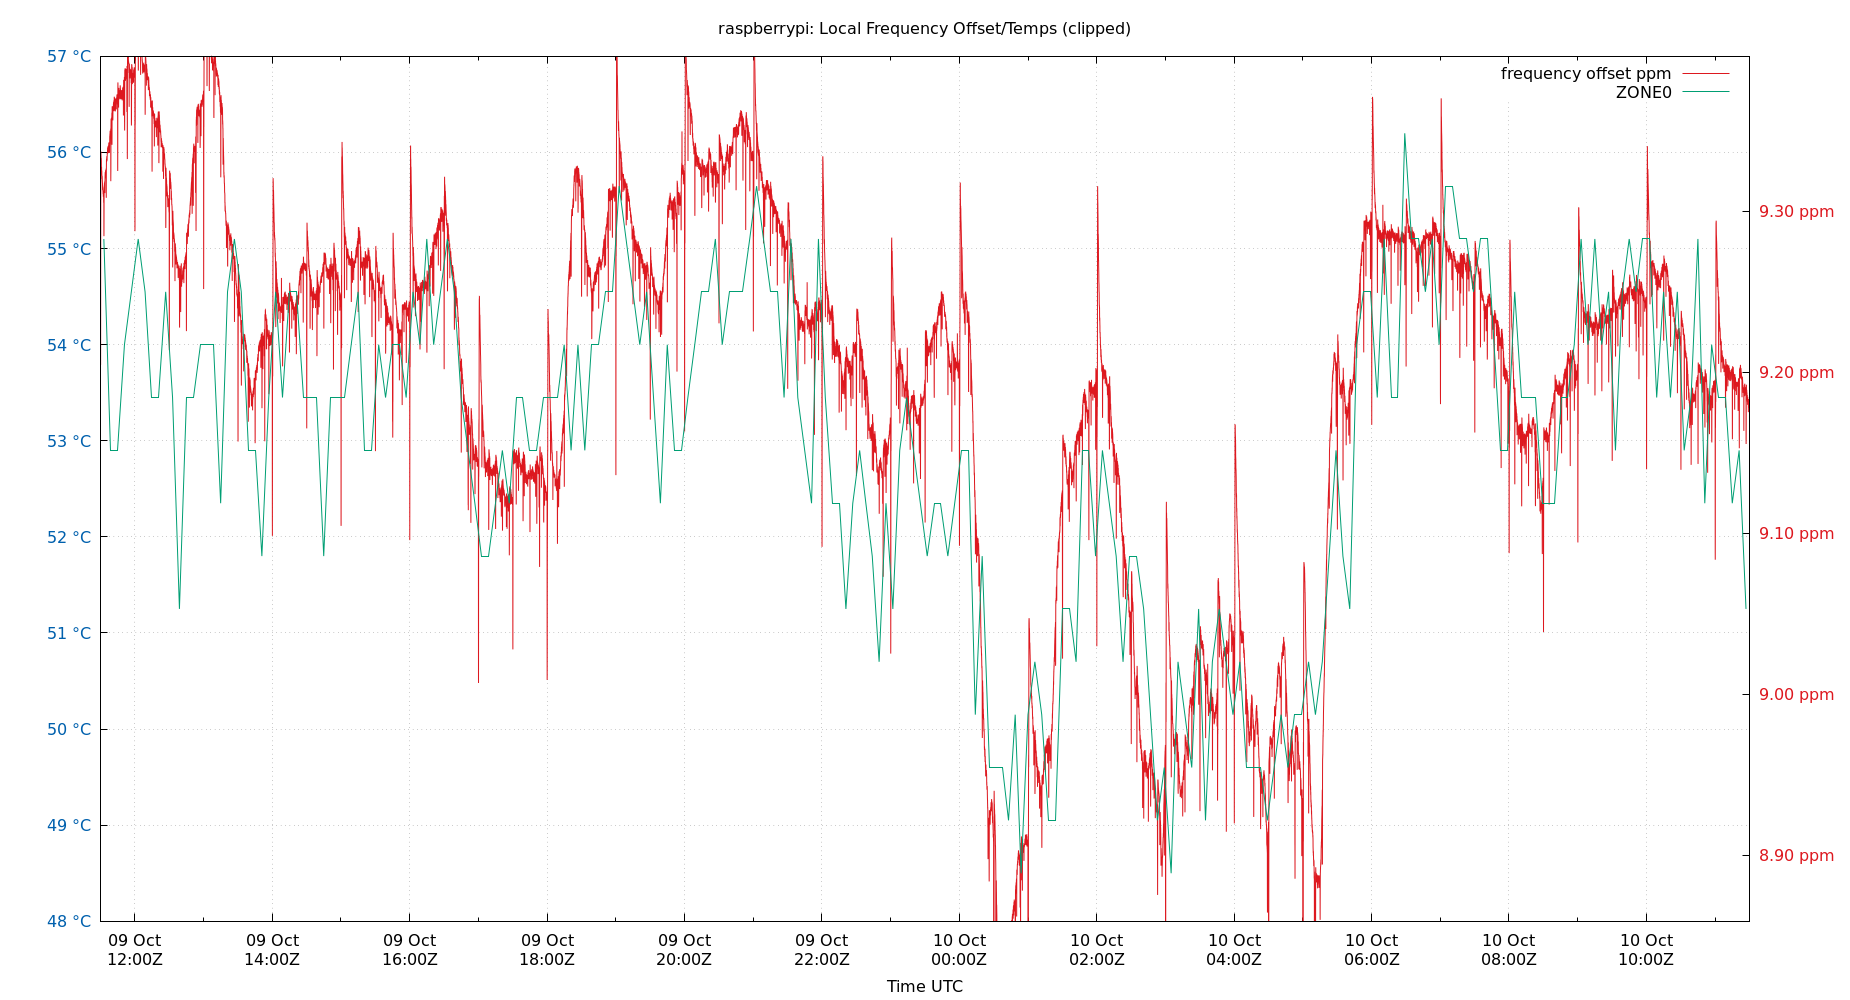 raspberrypi: Local Frequency Offset/Temps (clipped)
57 °C
56 °C
55 °C
54 °C
53 °C
52 °C
51 °C
50 °C
49 °C
48 °C
frequency offset ppm
ZONE0
9.30 ppm
9.20 ppm
9.10 ppm
9.00 ppm
8.90 ppm
09 Oct 09 Oct 09 Oct 09 Oct 09 Oct 09 Oct 10 Oct 10 Oct 10 Oct 10 Oct 10 Oct 10 Oct
12:00Z 14:00Z 16:00Z 18:00Z 20:00Z 22:00Z 00:00Z 02:00Z 04:00Z 06:00Z 08:00Z 10:00Z
Time UTC